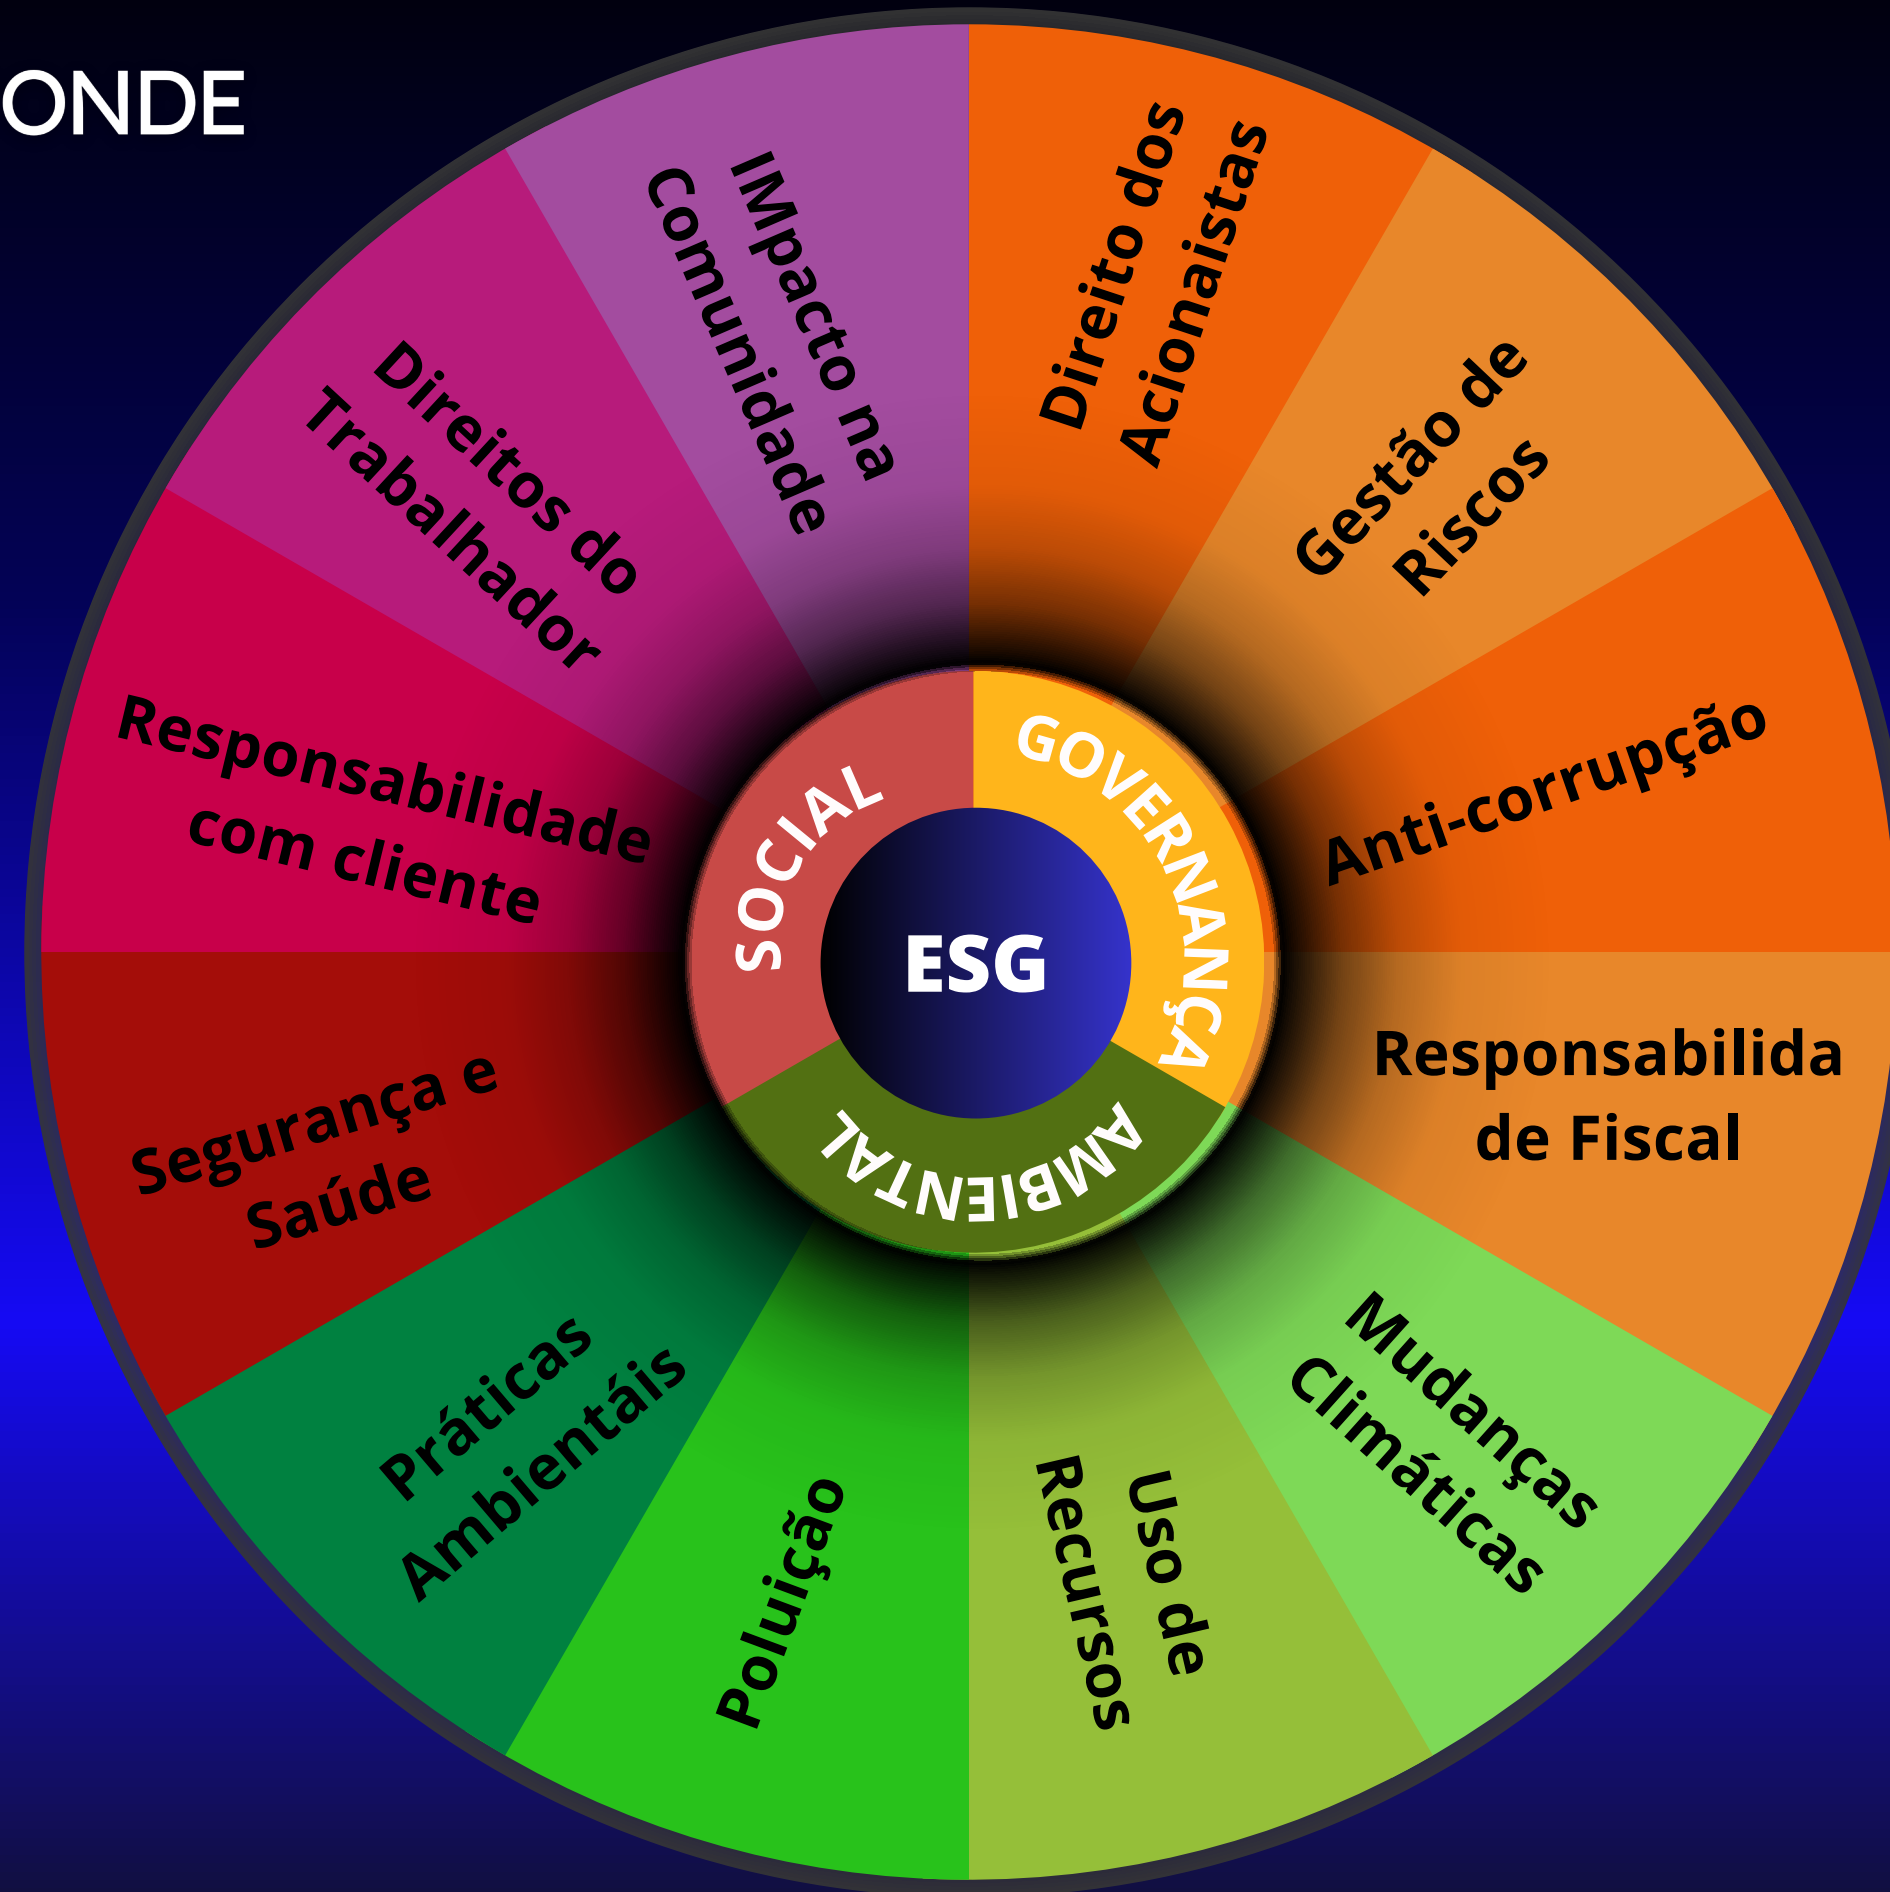 ONDE
Direito dos
Acionaistas
Gestão de
Riscos
Anti-corrupção
Responsabilida
de Fiscal
Mudanças
Climáticas
Uso de
Recursos
Poluição
Práticas
Ambientáis
Segurança e
Saúde
Responsabilidade
com cliente
Direitos do
Trabalhador
IMpacto na
Comunidade
SOCIAL
GOVERNANÇA
AMBIENTAL
ESG